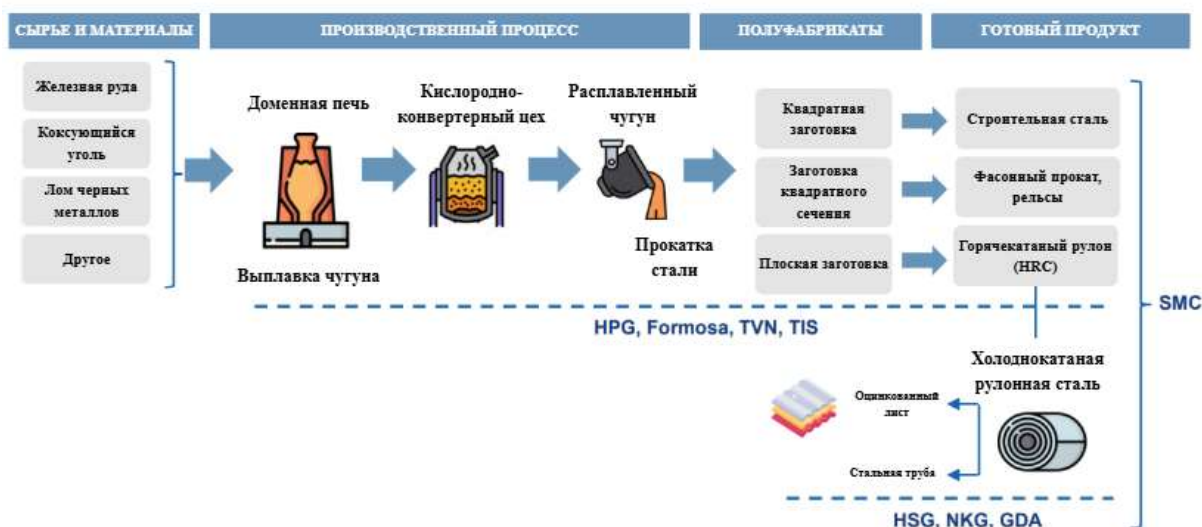 СЫРЬЕ И МАТЕРИАЛЫ
ПРОИЗВОДСТВЕННЫЙ ПРОЦЕСС
ПОЛУФАБРИКАТЫ
ГОТОВЫЙ ПРОДУКТ
Железная руда
Коксующийся
уголь
Лом черных
металлов
Другое
Доменная печь
Выплавка чугуна
Кислородно-
конвертерный цех
Расплавленный
чугун
Прокатка
стали
Квадратная
заготовка
Заготовка
квадратного
сечения
Плоская заготовка
Строительная сталь
Фасонный прокат,
рельсы
Горячекатаный рулон
(HRC)
SMC
HPG, Formosa, TVN, TIS
Холоднокатаная
рулонная сталь
Оцинкованный
лист
Стальная труба
HSG, NKG, GDA